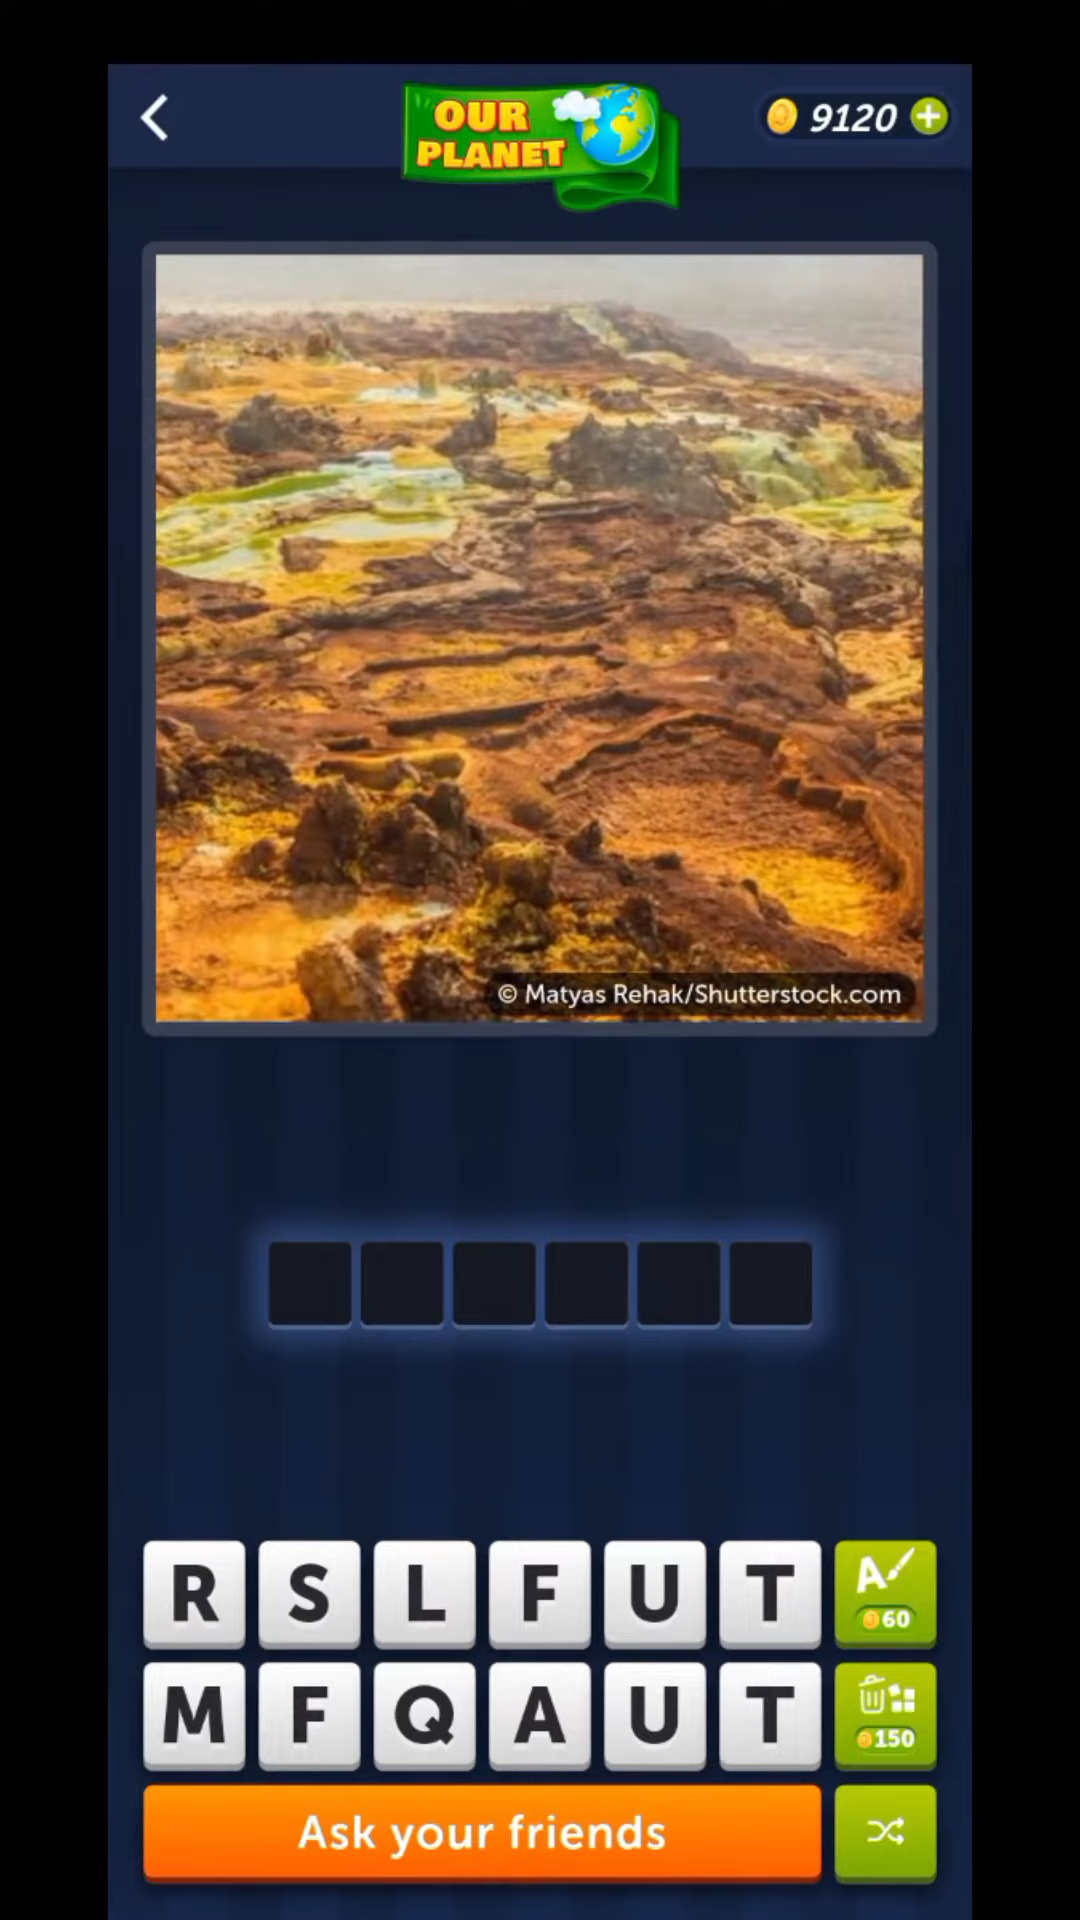 OUR
PLANET
9120
© Matyas Rehak/Shutterstock.com
R S L F U T
A
60
M F Q A U T
150
Ask your friends